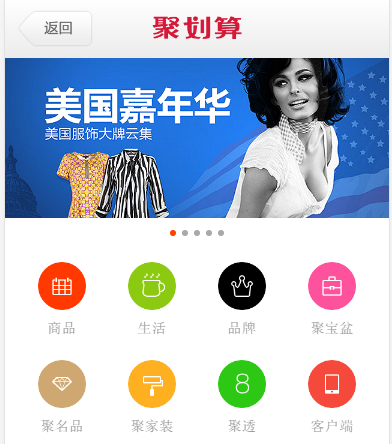 返回
聚划算
美国嘉年华
美国服饰大牌云集
商品 生活 品牌 聚宝盆
聚名品 聚家装 聚透 客户端